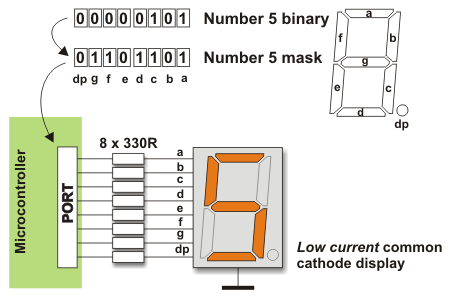 00000101 Number 5 binary
01101101 Number 5 mask
dp g f e d c b a
a
f b
g
e c
d
dp
Microcontroller
PORT
8 x 330R
a
b
c
d
e
f
g
dp
Low current common
cathode display